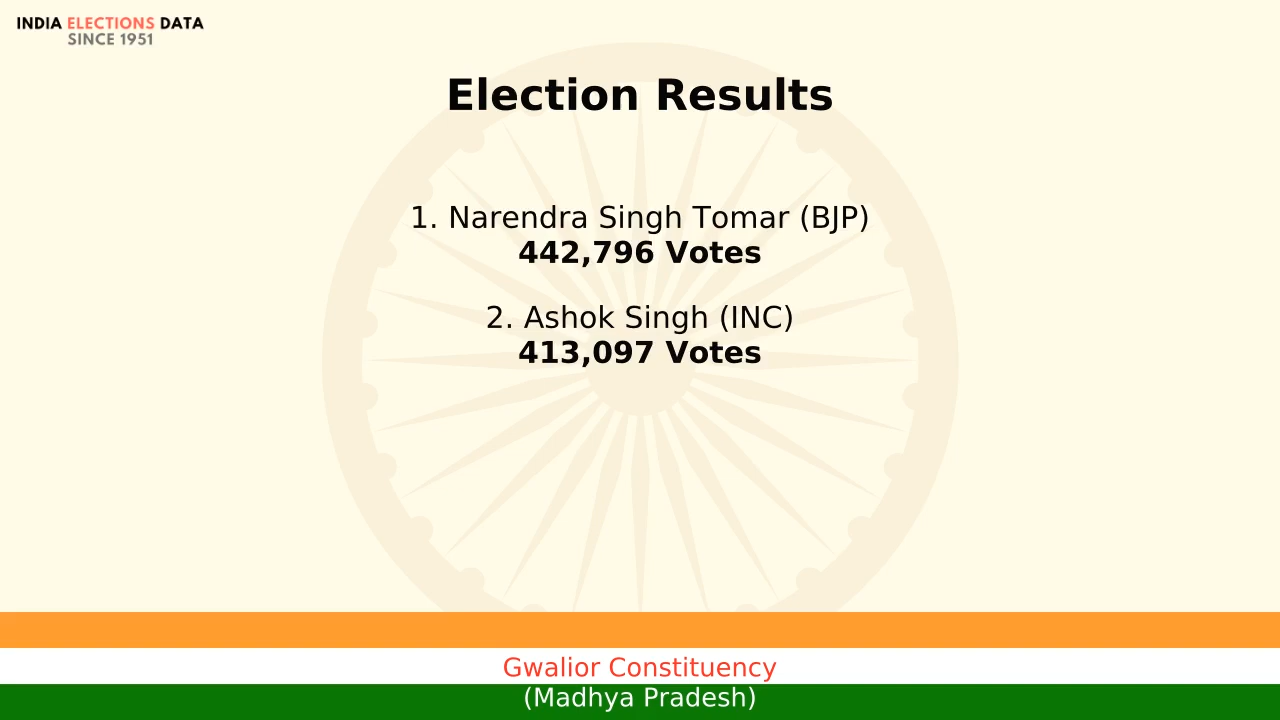 INDIA ELECTIONS DATA
SINCE 1951
Election Results
1. Narendra Singh Tomar (BJP)
442,796 Votes
2. Ashok Singh (INC)
413,097 Votes
Gwalior Constituency
(Madhya Pradesh)